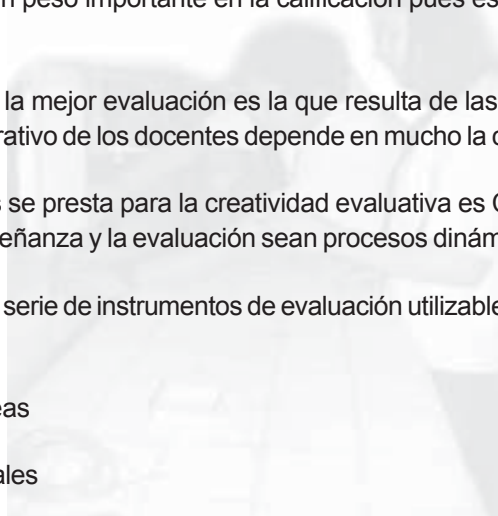 peso importante en la calificación pues es
la mejor evaluación es la que resulta de las
rativo de los docentes depende en mucho la
se presta para la creatividad evaluativa es
eñanza y la evaluación sean procesos
serie de instrumentos de evaluación
eas
ales